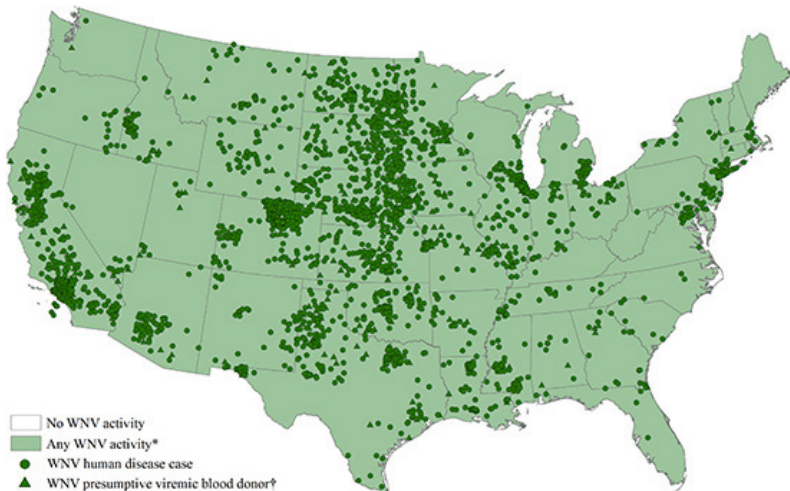 No WNV activity
Any WNV activity*
WNV human disease case
WNV presumptive viremic blood donor†